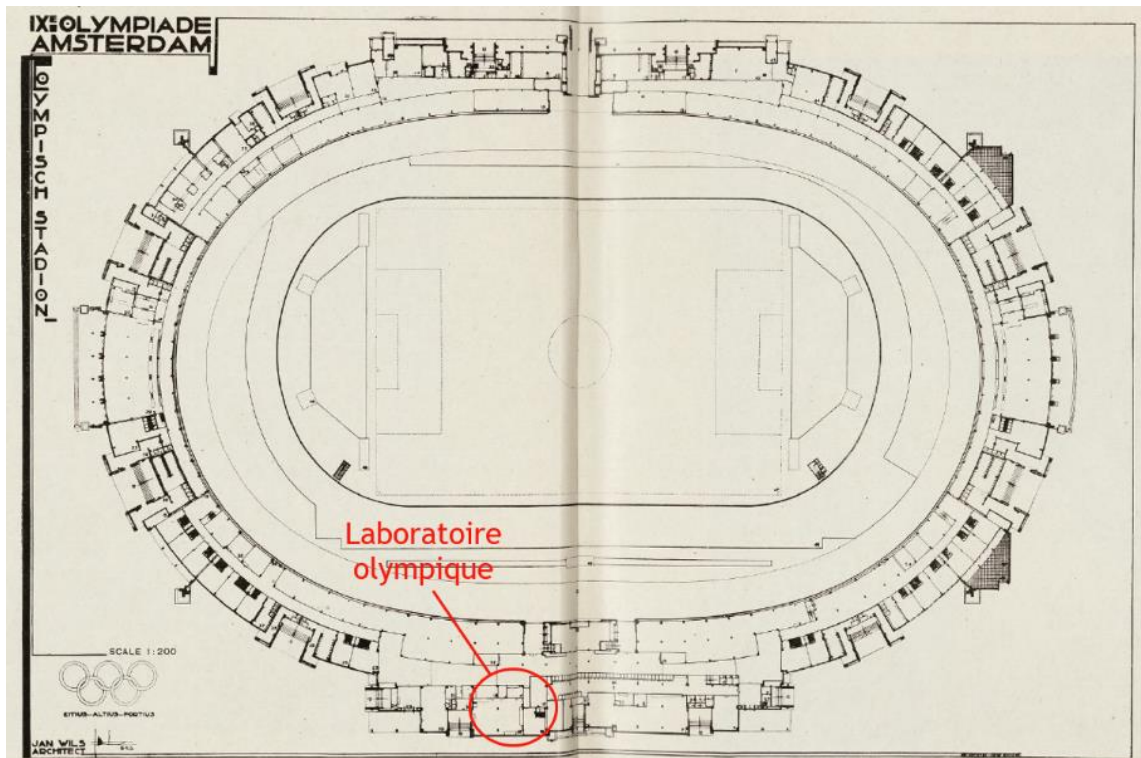 IXE OLYMPIADE
AMSTERDAM
OLYMPISCH STADION
Laboratoire
olympique
SCALE 1:200
CITIUS–ALTIUS–FORTIUS
JAN WILS
ARCHITECT